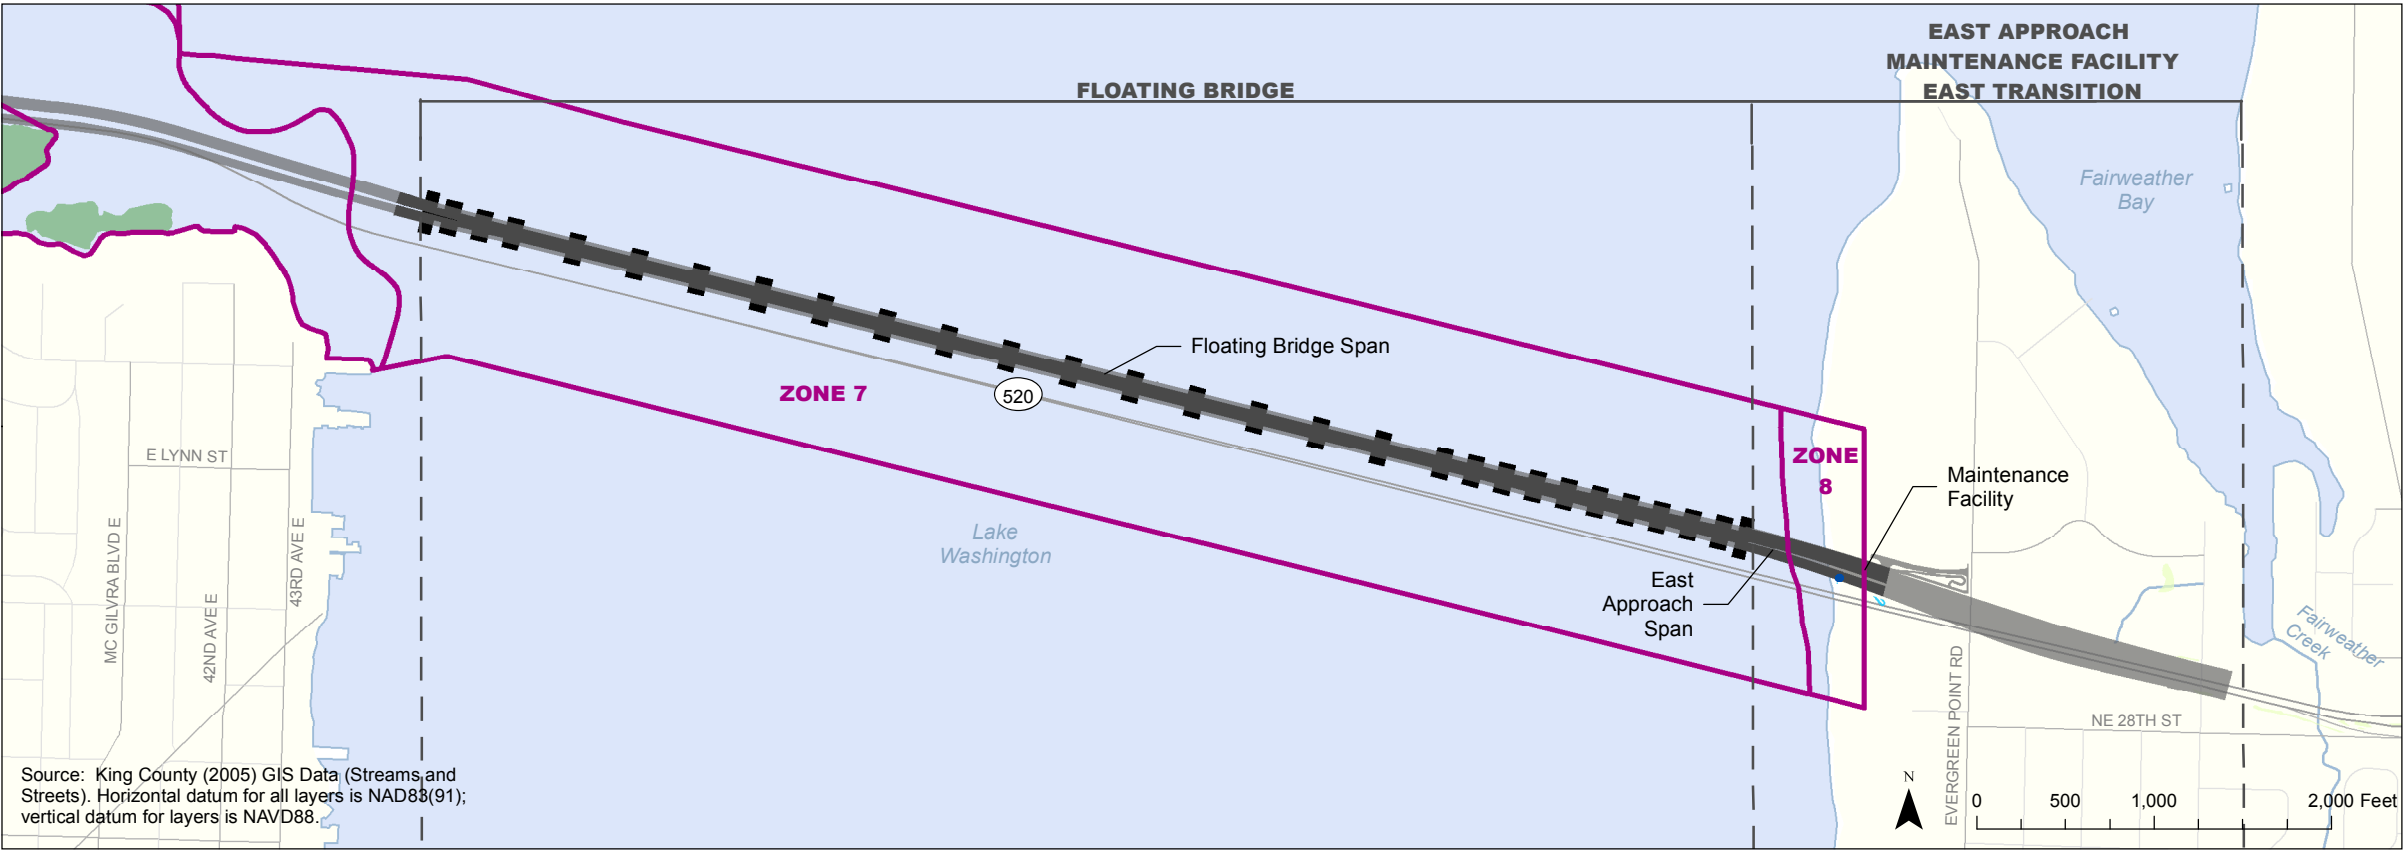 EAST APPROACH
MAINTENANCE FACILITY
EAST TRANSITION
FLOATING BRIDGE
Fairweather
Bay
Floating Bridge Span
ZONE 7
520
ZONE
8
E LYNN ST
Maintenance
Facility
Lake
Washington
MC GILVRA BLVD E
42ND AVE E
43RD AVE E
East
Approach
Span
Fairweather
Creek
EVERGREEN POINT RD
NE 28TH ST
Source: King County (2005) GIS Data (Streams and
Streets). Horizontal datum for all layers is NAD83(91);
vertical datum for layers is NAVD88.
N
0 500 1,000 2,000 Feet